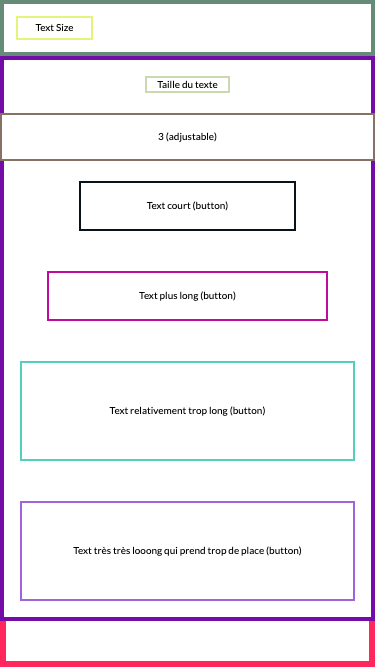 Text Size
Taille du texte
3 (adjustable)
Text court (button)
Text plus long (button)
Text relativement trop long (button)
Text très très looong qui prend trop de place (button)